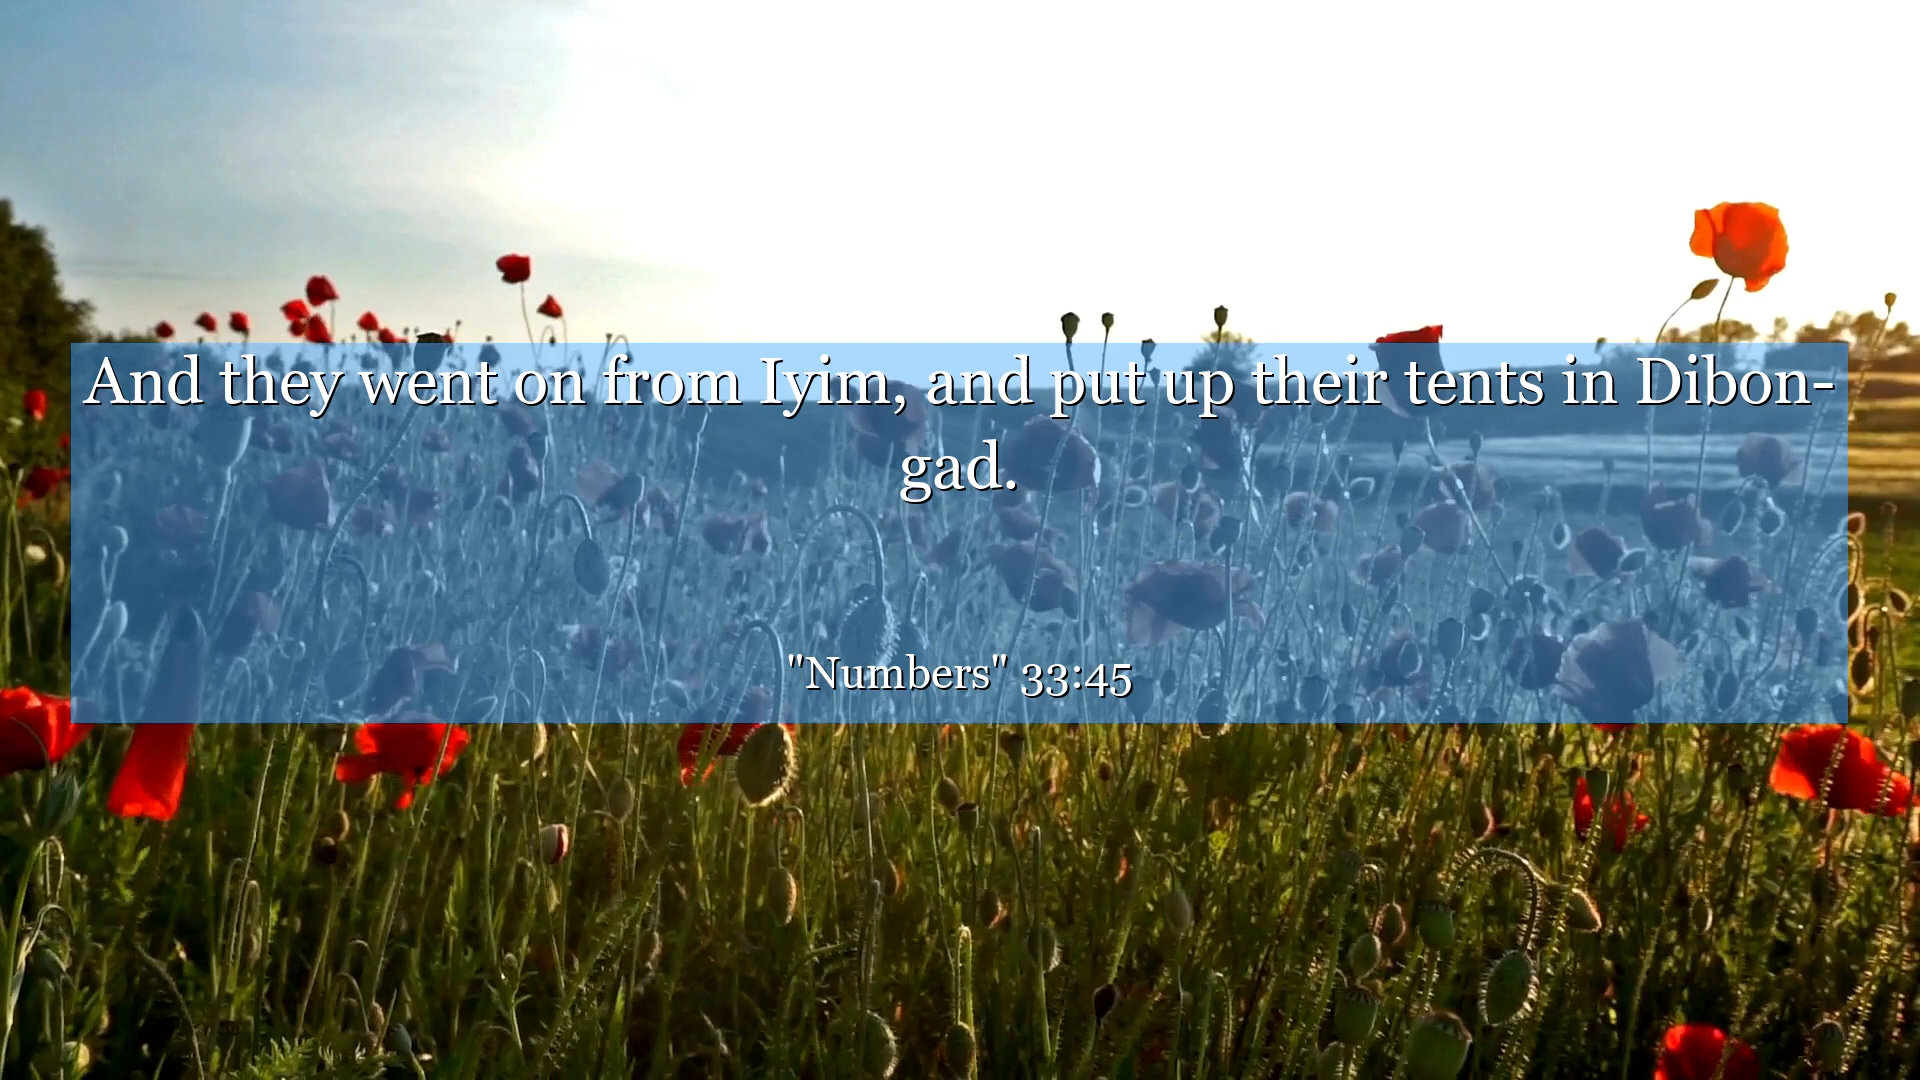 And they went on from Iyim, and put up their tents in Dibon-
gad.
"Numbers" 33:45